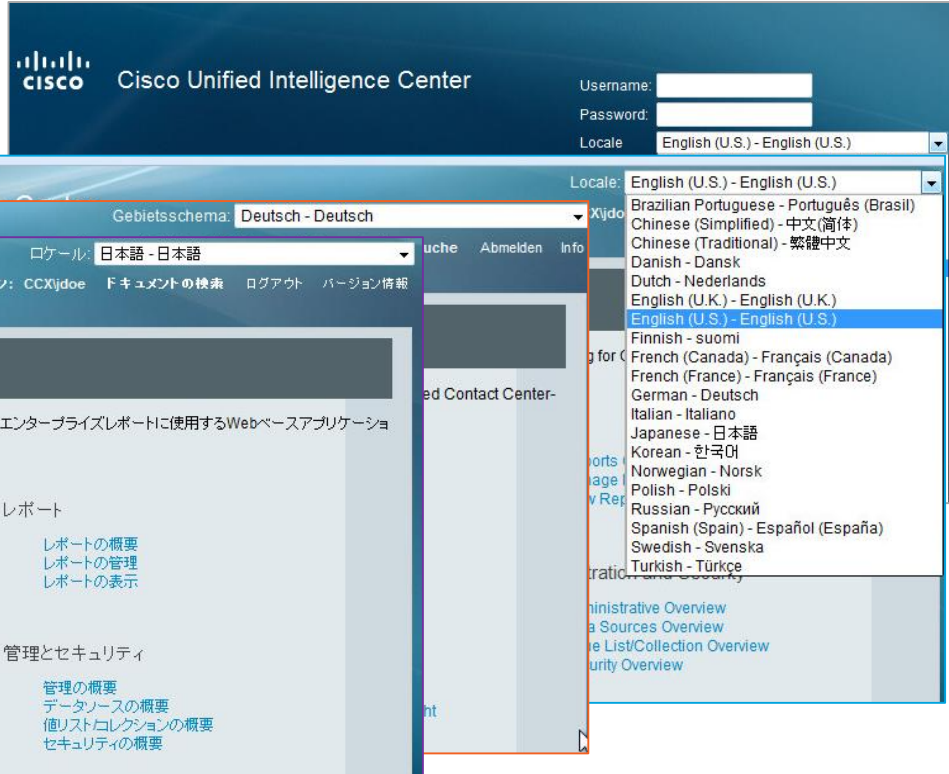 CISCO
Cisco Unified Intelligence Center
Username:
Password:
Locale English (U.S.) - English (U.S.)
Locale: English (U.S.) - English (U.S.)
Brazilian Portuguese - Português (Brasil)
Chinese (Simplified) - 中文(简体)
Chinese (Traditional) - 繁體中文
Danish - Dansk
Dutch - Nederlands
English (U.K.) - English (U.K.)
English (U.S.) - English (U.S.)
Finnish - suomi
French (Canada) - Français (Canada)
French (France) - Français (France)
German - Deutsch
Italian - Italiano
Japanese - 日本語
Korean - 한국어
Norwegian - Norsk
Polish - Polski
Russian - Русский
Spanish (Spain) - Español (España)
Swedish - Svenska
Turkish - Türkçe
and Security
Overview
Sources Overview
List/Collection Overview
Overview
Gebietsschema: Deutsch - Deutsch
Abmelden Info
Contact Center-
ロケール: 日本語 - 日本語
CCX\jdoe ドキュメントの検索 ログアウト バージョン情報
エンタープライズレポートに使用するWebベースアプリケーショ
レポート
レポートの概要
レポートの管理
レポートの表示
管理とセキュリティ
管理の概要
データソースの概要
値リスト/コレクションの概要
セキュリティの概要